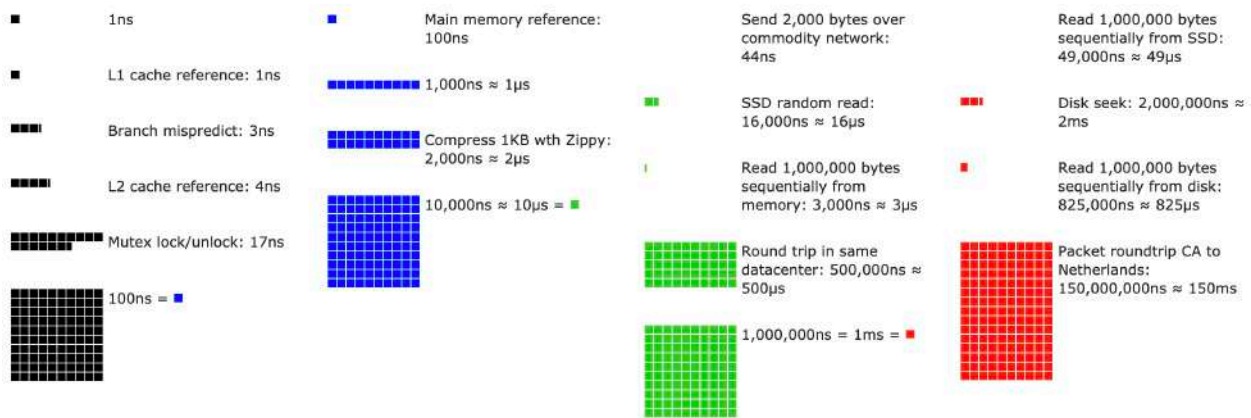 1ns
L1 cache reference: 1ns
Branch mispredict: 3ns
L2 cache reference: 4ns
Mutex lock/unlock: 17ns
100ns =
Main memory reference:
100ns
1,000ns ≈ 1μs
Compress 1KB wth Zippy:
2,000ns ≈ 2μs
10,000ns ≈ 10μs =
Send 2,000 bytes over
commodity network:
44ns
SSD random read:
16,000ns ≈ 16μs
Read 1,000,000 bytes
sequentially from
memory: 3,000ns ≈ 3μs
Round trip in same
datacenter: 500,000ns ≈
500μs
1,000,000ns = 1ms =
Read 1,000,000 bytes
sequentially from SSD:
49,000ns ≈ 49μs
Disk seek: 2,000,000ns ≈
2ms
Read 1,000,000 bytes
sequentially from disk:
825,000ns ≈ 825μs
Packet roundtrip CA to
Netherlands:
150,000,000ns ≈ 150ms